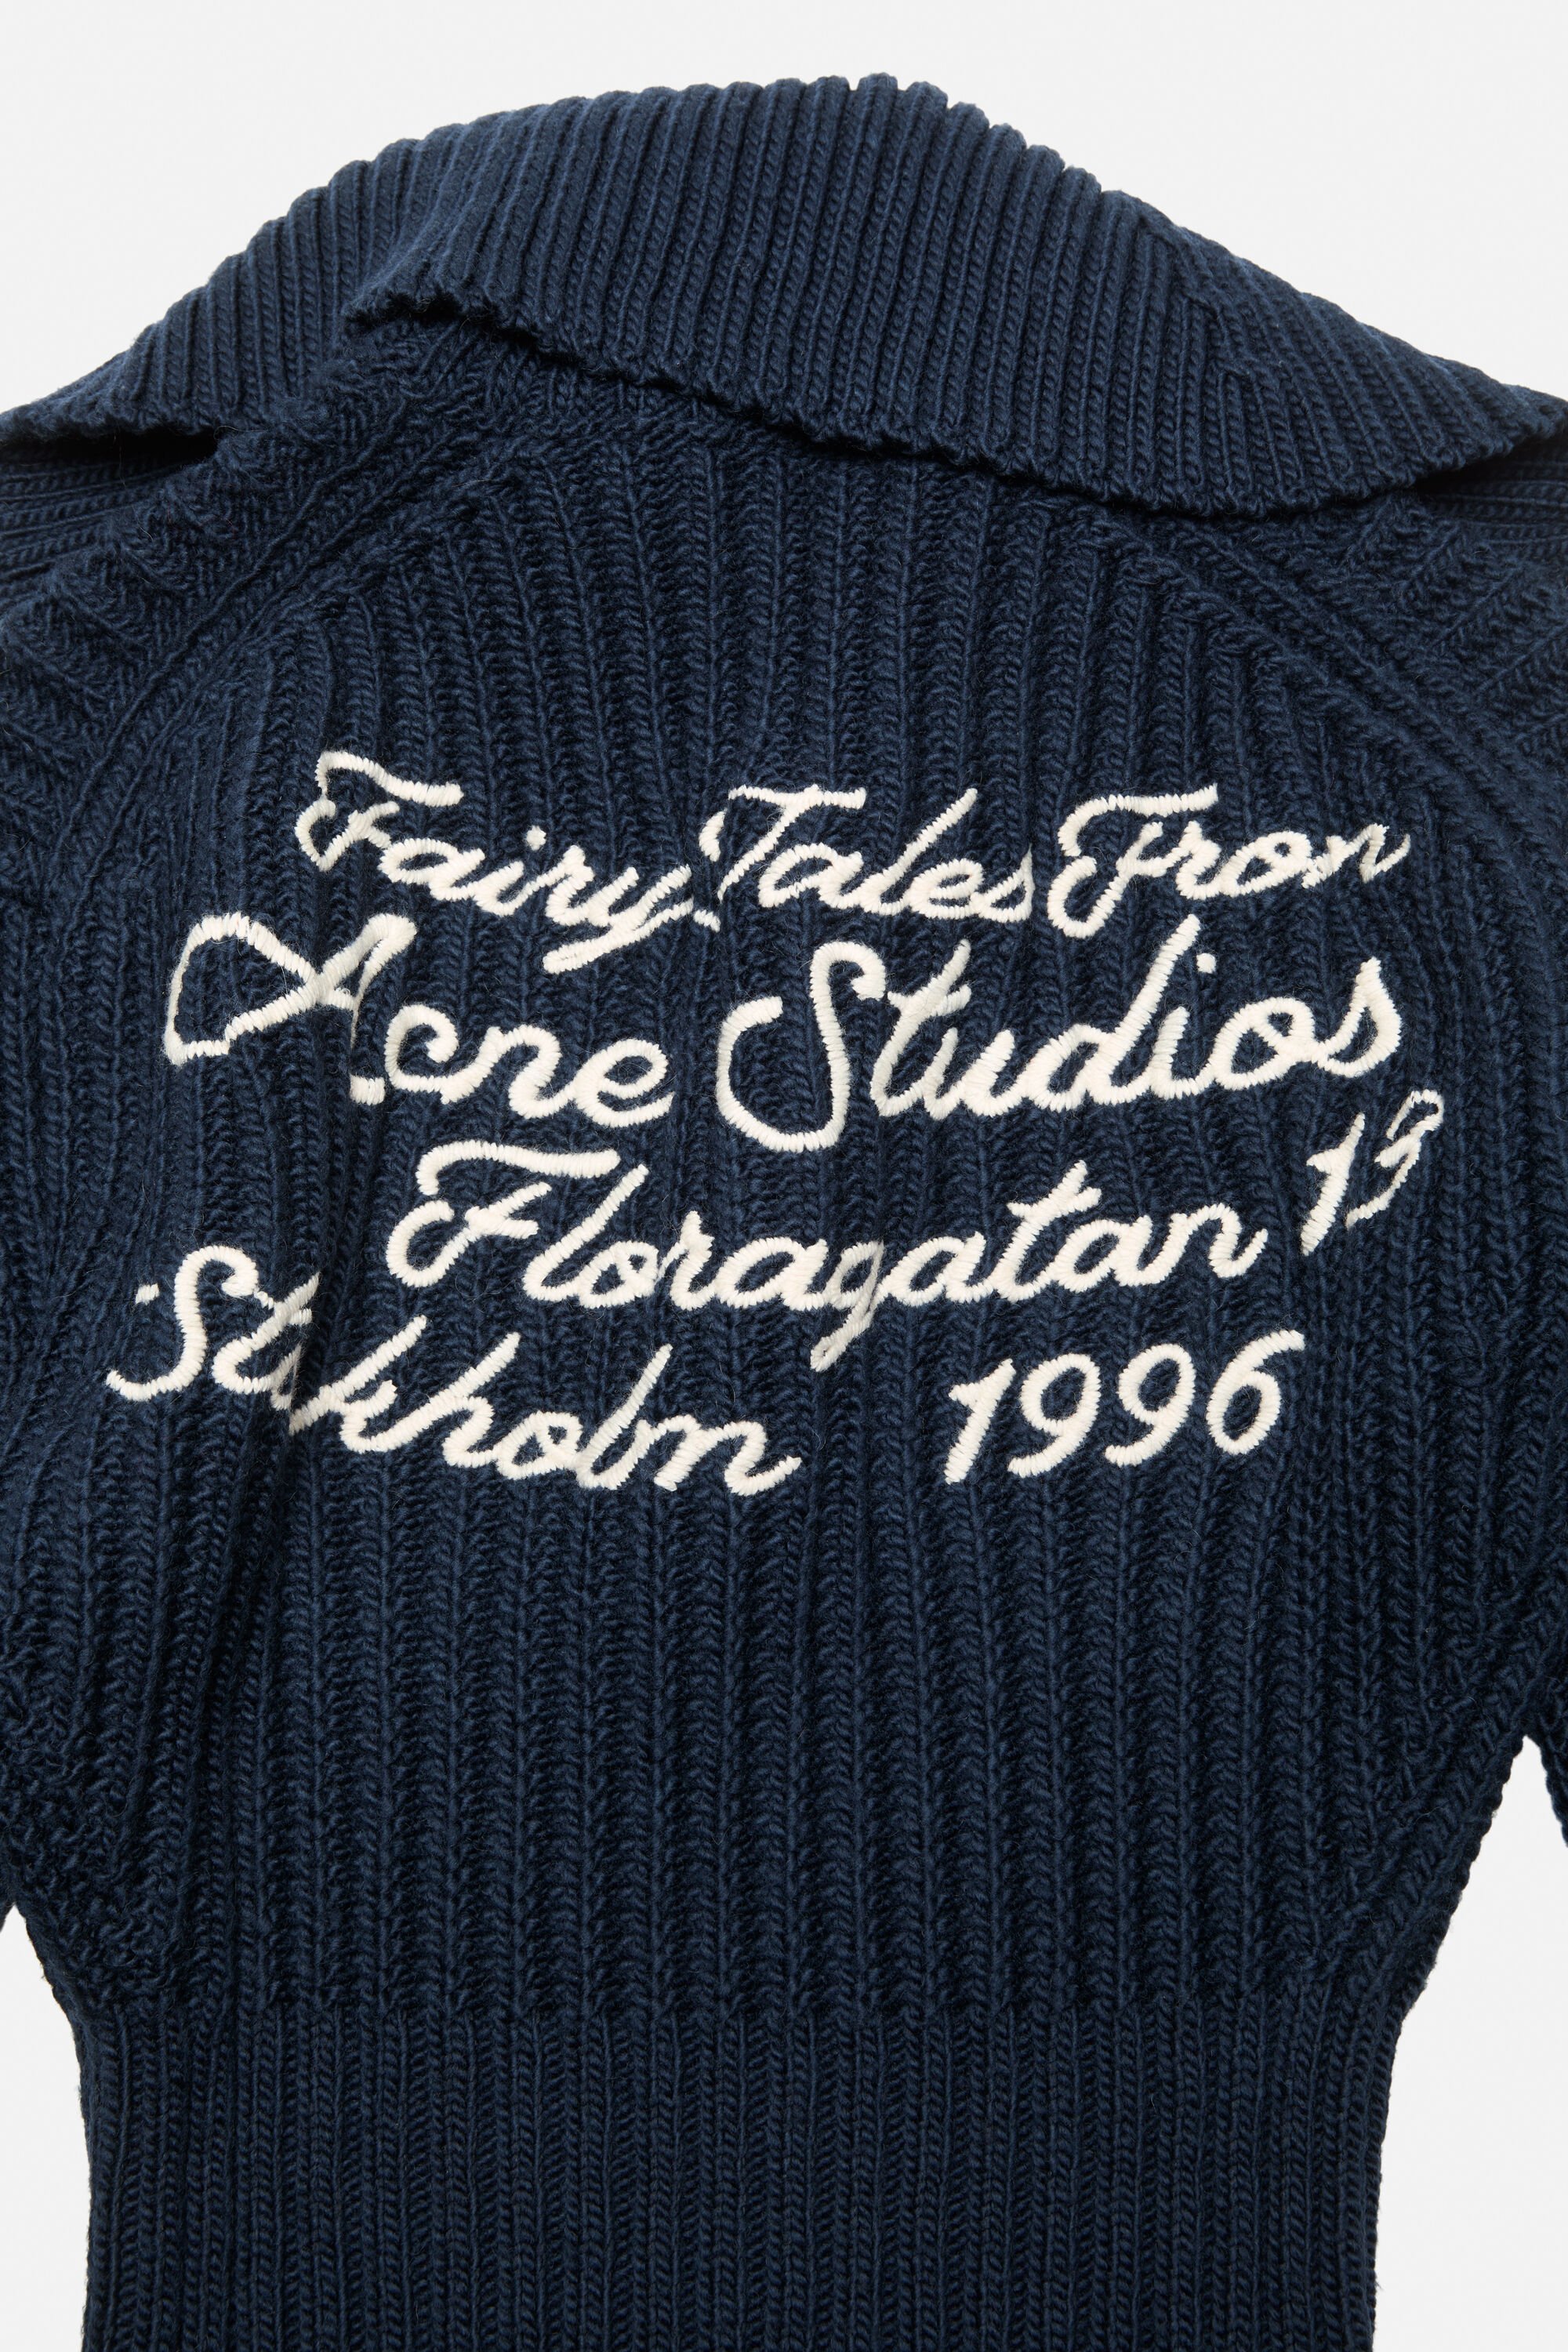 Fairy Tales From
Acne Studios
Floragatan 13
Stockholm 1996